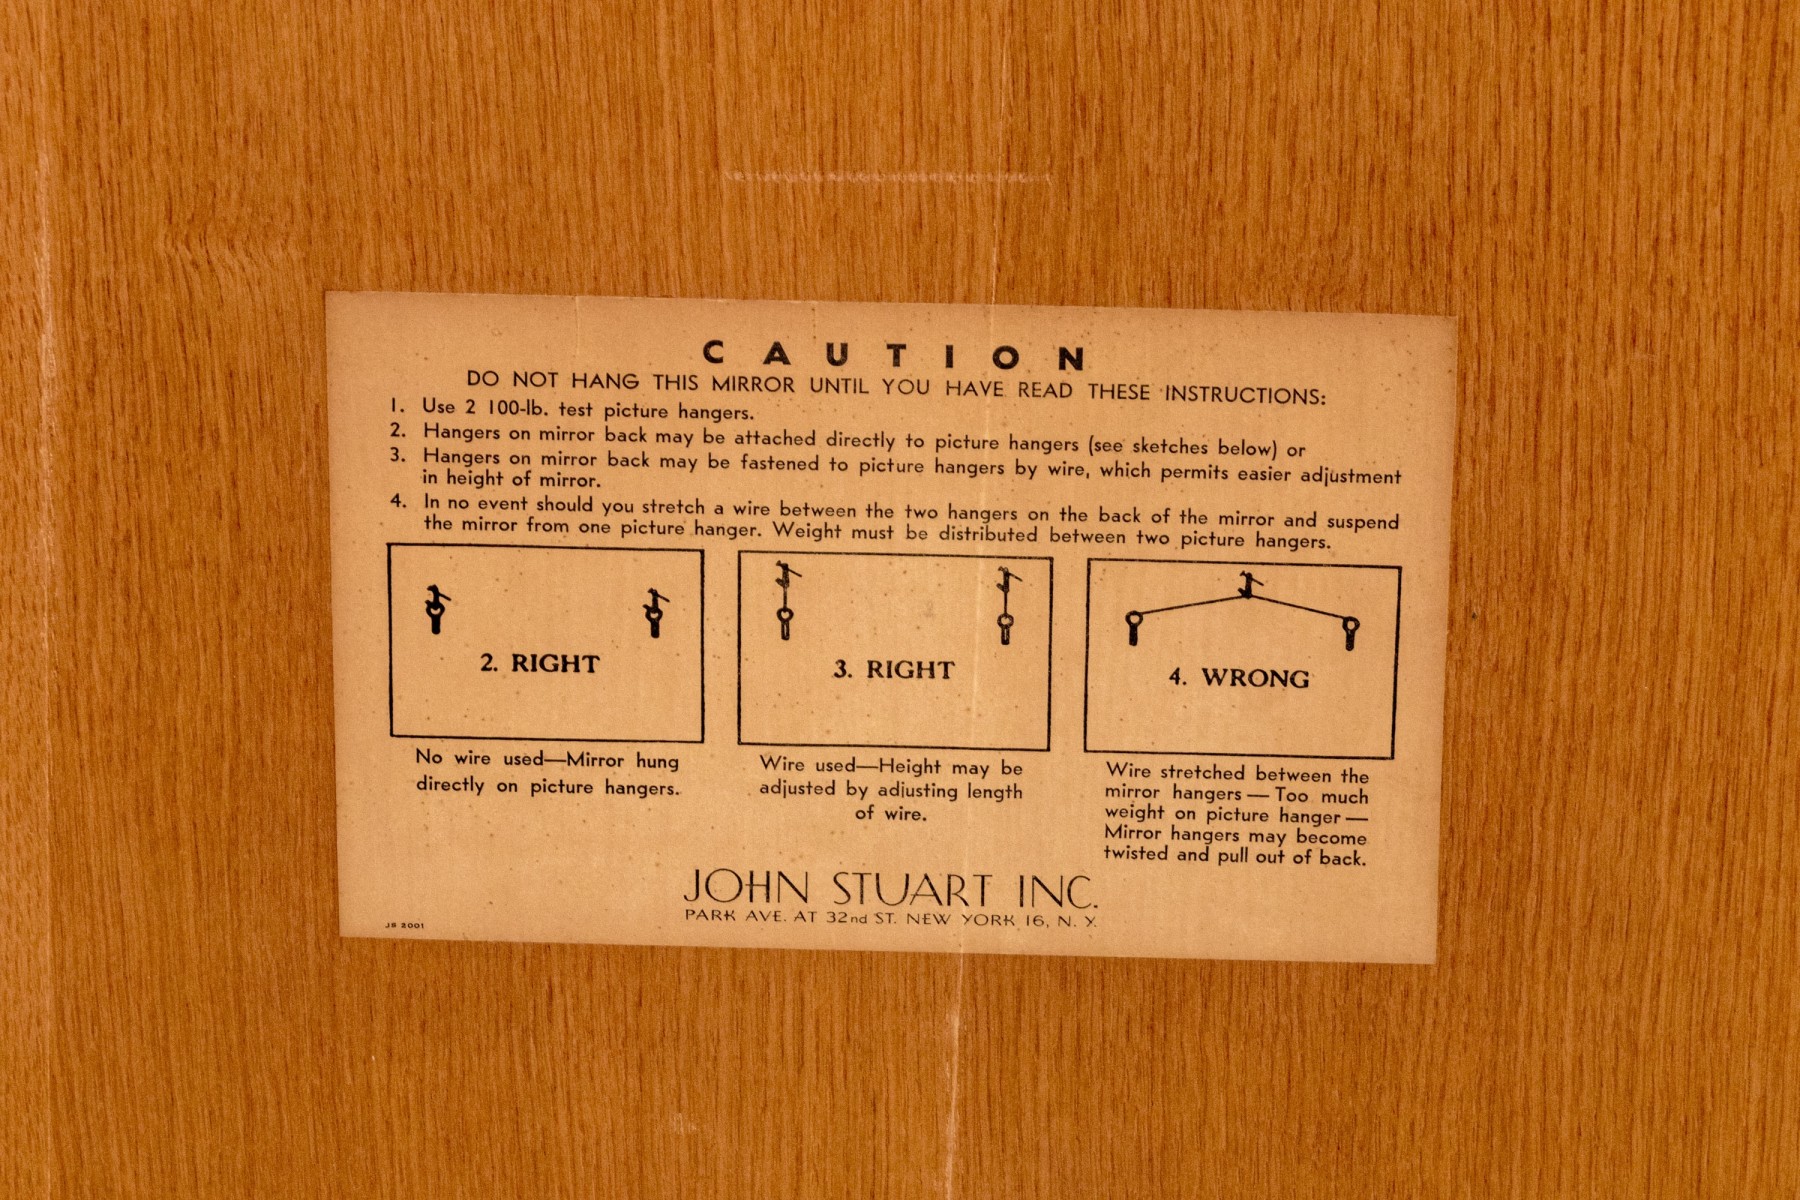 CAUTION
DO NOT HANG THIS MIRROR UNTIL YOU HAVE READ THESE INSTRUCTIONS:
1. Use 2 100-lb. test picture hangers.
2. Hangers on mirror back may be attached directly to picture hangers (see sketches below) or
3. Hangers on mirror back may be fastened to picture hangers by wire, which permits easier adjustment
in height of mirror.
4. In no event should you stretch a wire between the two hangers on the back of the mirror and suspend
the mirror from one picture hanger. Weight must be distributed between two picture hangers.
2. RIGHT
No wire used—Mirror hung
directly on picture hangers.
3. RIGHT
Wire used—Height may be
adjusted by adjusting length
of wire.
4. WRONG
Wire stretched between the
mirror hangers — Too much
weight on picture hanger —
Mirror hangers may become
twisted and pull out of back.
JOHN STUART INC.
PARK AVE. AT 32nd ST. NEW YORK 16, N. Y.
JS 2001